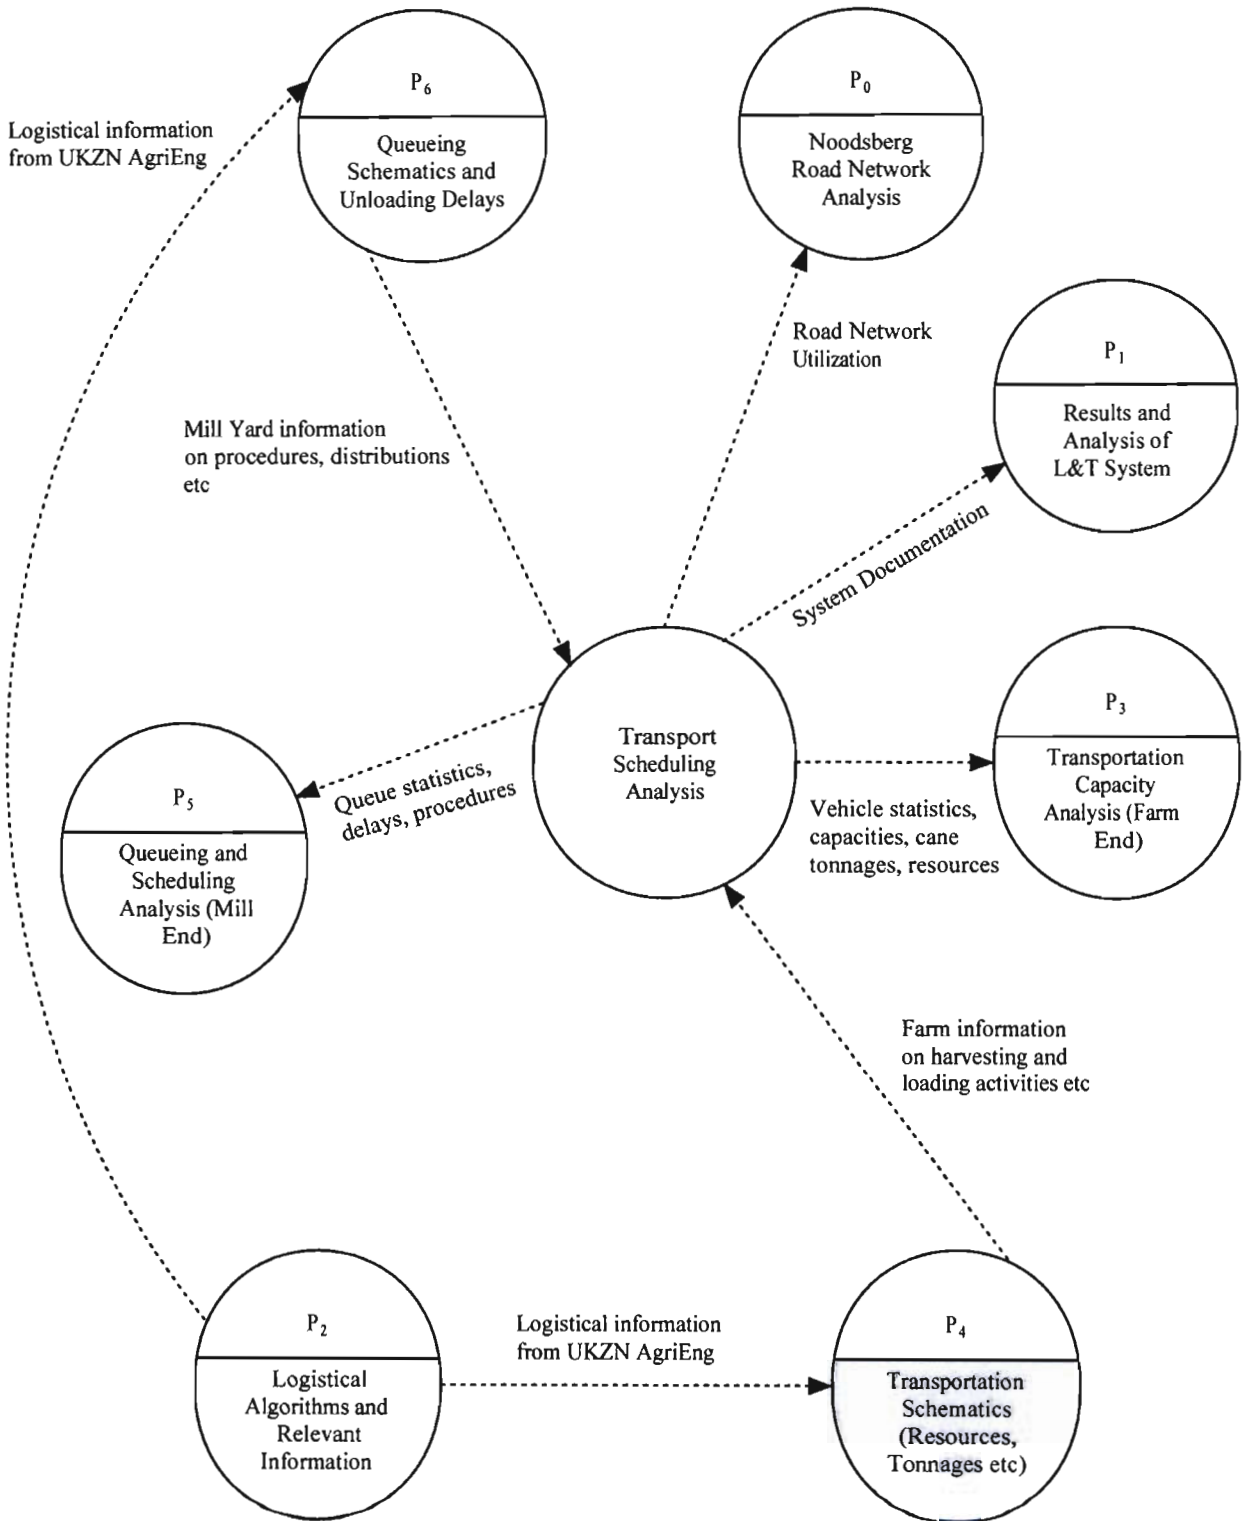 P6
Queueing
Schematics and
Unloading Delays
P0
Noodsberg
Road Network
Analysis
Logistical information
from UKZN AgriEng
Road Network
Utilization
P1
Results and
Analysis of
L&T System
Mill Yard information
on procedures, distributions
etc
System Documentation
P3
Transportation
Capacity
Analysis (Farm
End)
Transport
Scheduling
Analysis
Queue statistics,
delays, procedures
Vehicle statistics,
capacities, cane
tonnages, resources
P5
Queueing and
Scheduling
Analysis (Mill
End)
Farm information
on harvesting and
loading activities etc
P2
Logistical
Algorithms and
Relevant
Information
Logistical information
from UKZN AgriEng
P4
Transportation
Schematics
(Resources,
Tonnages etc)